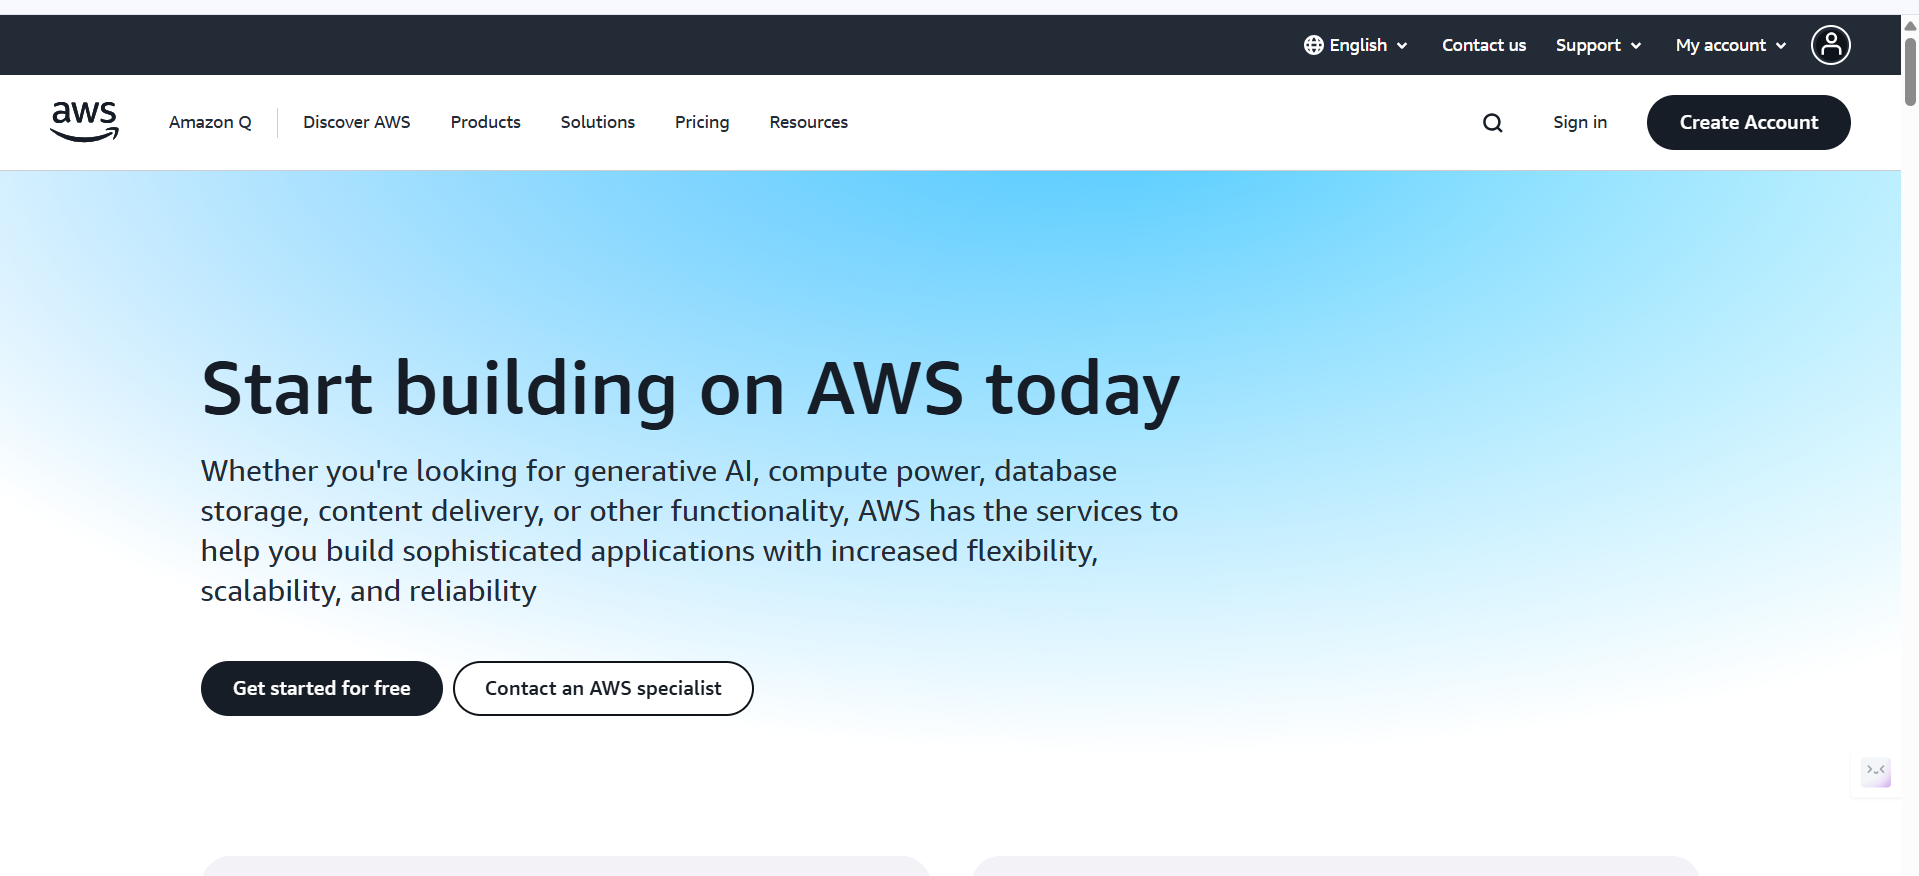 English
Contact us
Support
My account
aws
Amazon Q
Discover AWS
Products
Solutions
Pricing
Resources
Sign in
Create Account
Start building on AWS today
Whether you're looking for generative AI, compute power, database
storage, content delivery, or other functionality, AWS has the services to
help you build sophisticated applications with increased flexibility,
scalability, and reliability
Get started for free
Contact an AWS specialist